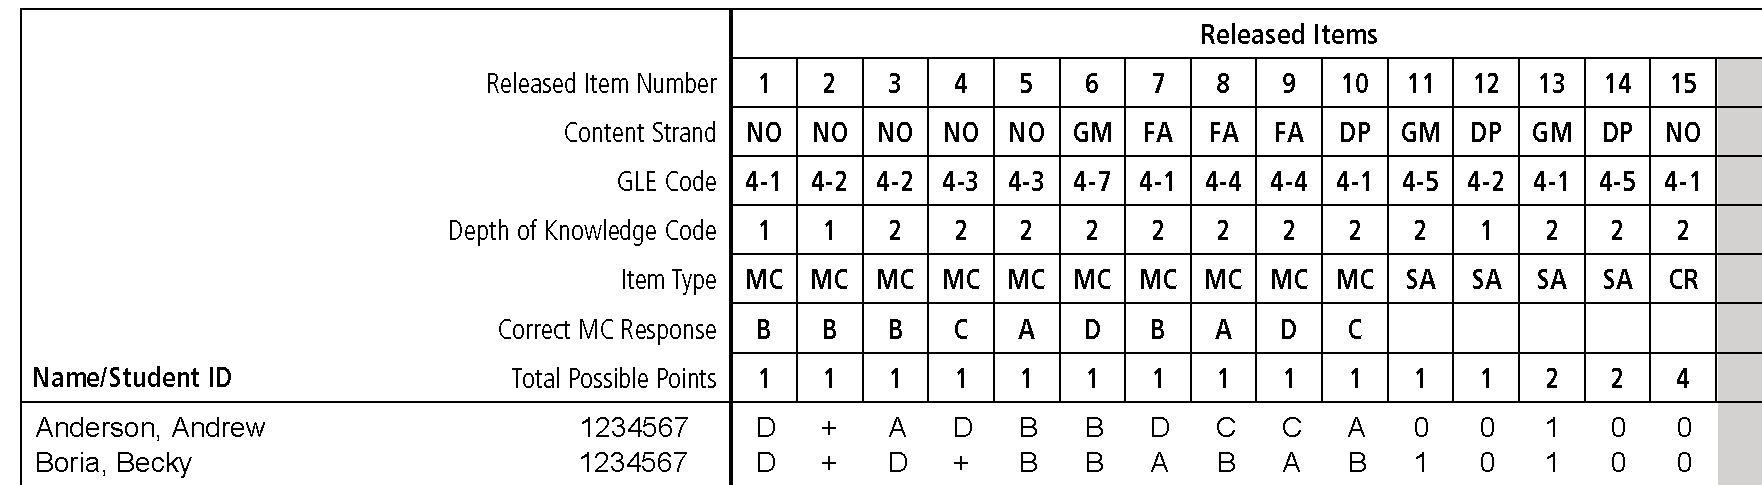 Released Items
Released Item Number 1 2 3 4 5 6 7 8 9 10 11 12 13 14 15
Content Strand NO NO NO NO NO GM FA FA FA DP GM DP GM DP NO
GLE Code 4-1 4-2 4-2 4-3 4-3 4-7 4-1 4-4 4-4 4-1 4-5 4-2 4-1 4-5 4-1
Depth of Knowledge Code 1 1 2 2 2 2 2 2 2 2 2 1 2 2 2
Item Type MC MC MC MC MC MC MC MC MC MC SA SA SA SA CR
Correct MC Response B B B C A D B A D C
Name/Student ID Total Possible Points 1 1 1 1 1 1 1 1 1 1 1 1 2 2 4
Anderson, Andrew 1234567 D + A D B B D C C A 0 0 1 0 0
Boria, Becky 1234567 D + D + B B A B A B 1 0 1 0 0